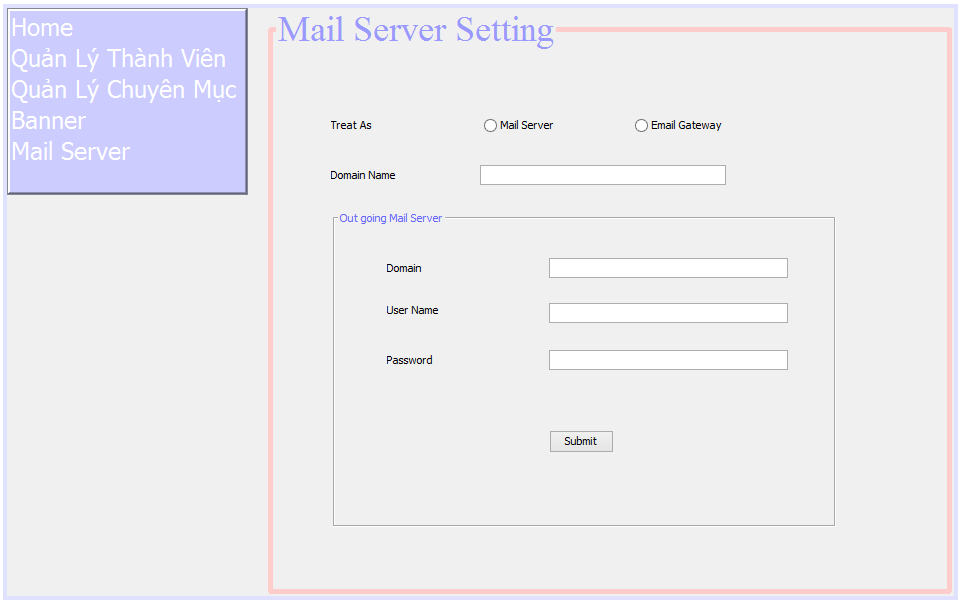 Home
Quản Lý Thành Viên
Quản Lý Chuyên Mục
Banner
Mail Server
Mail Server Setting
Treat As Mail Server Email Gateway
Domain Name
Out going Mail Server
Domain
User Name
Password
Submit